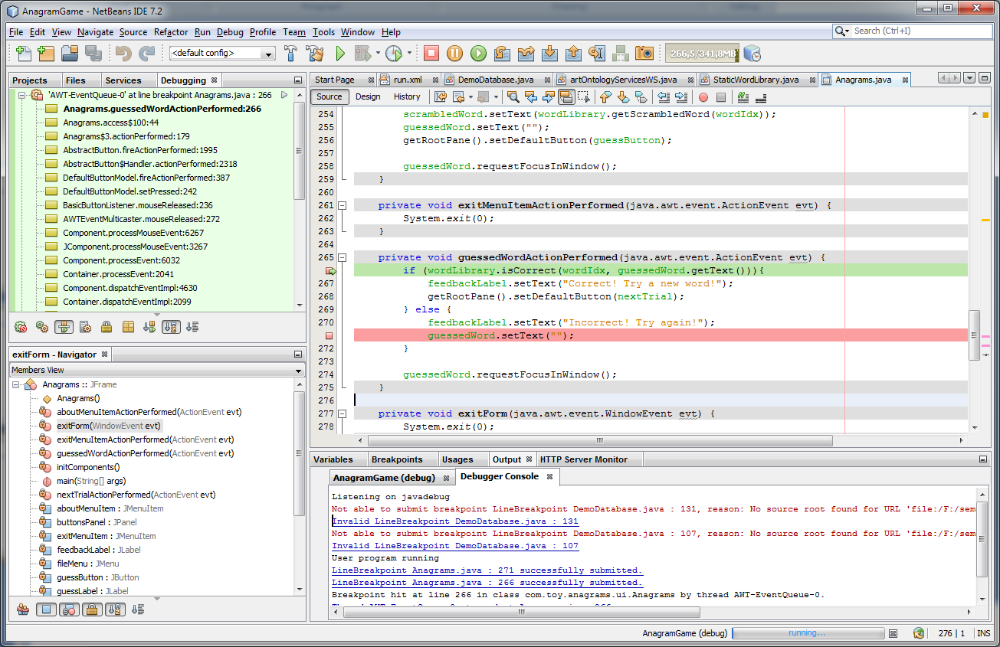 AnagramGame - NetBeans IDE 7.2
File Edit View Navigate Source Refactor Run Debug Profile Team Tools Window Help
Search (Ctrl+I)
<default config>
266,5/341,8MB
Projects Files Services Debugging
'AWT-EventQueue-0' at line breakpoint Anagrams.java : 266
Anagrams.guessedWordActionPerformed:266
Anagrams.access$100:44
Anagrams$3.actionPerformed:179
AbstractButton.fireActionPerformed:1995
AbstractButton$Handler.actionPerformed:2318
DefaultButtonModel.fireActionPerformed:387
DefaultButtonModel.setPressed:242
BasicButtonListener.mouseReleased:236
AWTEventMulticaster.mouseReleased:272
Component.processMouseEvent:6267
JComponent.processMouseEvent:3267
Component.processEvent:6032
Container.processEvent:2041
Component.dispatchEventImpl:4630
Container.dispatchEventImpl:2099
exitForm - Navigator
Members View
Anagrams :: JFrame
Anagrams()
aboutMenuItemActionPerformed(ActionEvent evt)
exitForm(WindowEvent evt)
exitMenuItemActionPerformed(ActionEvent evt)
guessedWordActionPerformed(ActionEvent evt)
initComponents()
main(String[] args)
nextTrialActionPerformed(ActionEvent evt)
aboutMenuItem : JMenuItem
buttonsPanel : JPanel
exitMenuItem : JMenuItem
feedbackLabel : JLabel
fileMenu : JMenu
guessButton : JButton
guessLabel : JLabel
Start Page run.xml DemoDatabase.java artOntologyServicesWS.java StaticWordLibrary.java Anagrams.java
Source Design History
254 scrambledWord.setText(wordLibrary.getScrambledWord(wordIdx));
255 guessedWord.setText("");
256 getRootPane().setDefaultButton(guessButton);
257
258 guessedWord.requestFocusInWindow();
259 }
260
261 private void exitMenuItemActionPerformed(java.awt.event.ActionEvent evt) {
262 System.exit(0);
263 }
264
265 private void guessedWordActionPerformed(java.awt.event.ActionEvent evt) {
if (wordLibrary.isCorrect(wordIdx, guessedWord.getText())){
267 feedbackLabel.setText("Correct! Try a new word!");
268 getRootPane().setDefaultButton(nextTrial);
269 } else {
270 feedbackLabel.setText("Incorrect! Try again!");
guessedWord.setText("");
272 }
273
274 guessedWord.requestFocusInWindow();
275 }
276
277 private void exitForm(java.awt.event.WindowEvent evt) {
278 System.exit(0);
Variables Breakpoints Usages Output HTTP Server Monitor
AnagramGame (debug) Debugger Console
Listening on javadebug
Not able to submit breakpoint LineBreakpoint DemoDatabase.java : 131, reason: No source root found for URL 'file:/F:/sem
Invalid LineBreakpoint DemoDatabase.java : 131
Not able to submit breakpoint LineBreakpoint DemoDatabase.java : 107, reason: No source root found for URL 'file:/F:/sem
Invalid LineBreakpoint DemoDatabase.java : 107
User program running
LineBreakpoint Anagrams.java : 271 successfully submitted.
LineBreakpoint Anagrams.java : 266 successfully submitted.
Breakpoint hit at line 266 in class com.toy.anagrams.ui.Anagrams by thread AWT-EventQueue-0.
AnagramGame (debug) running... 276 | 1 INS